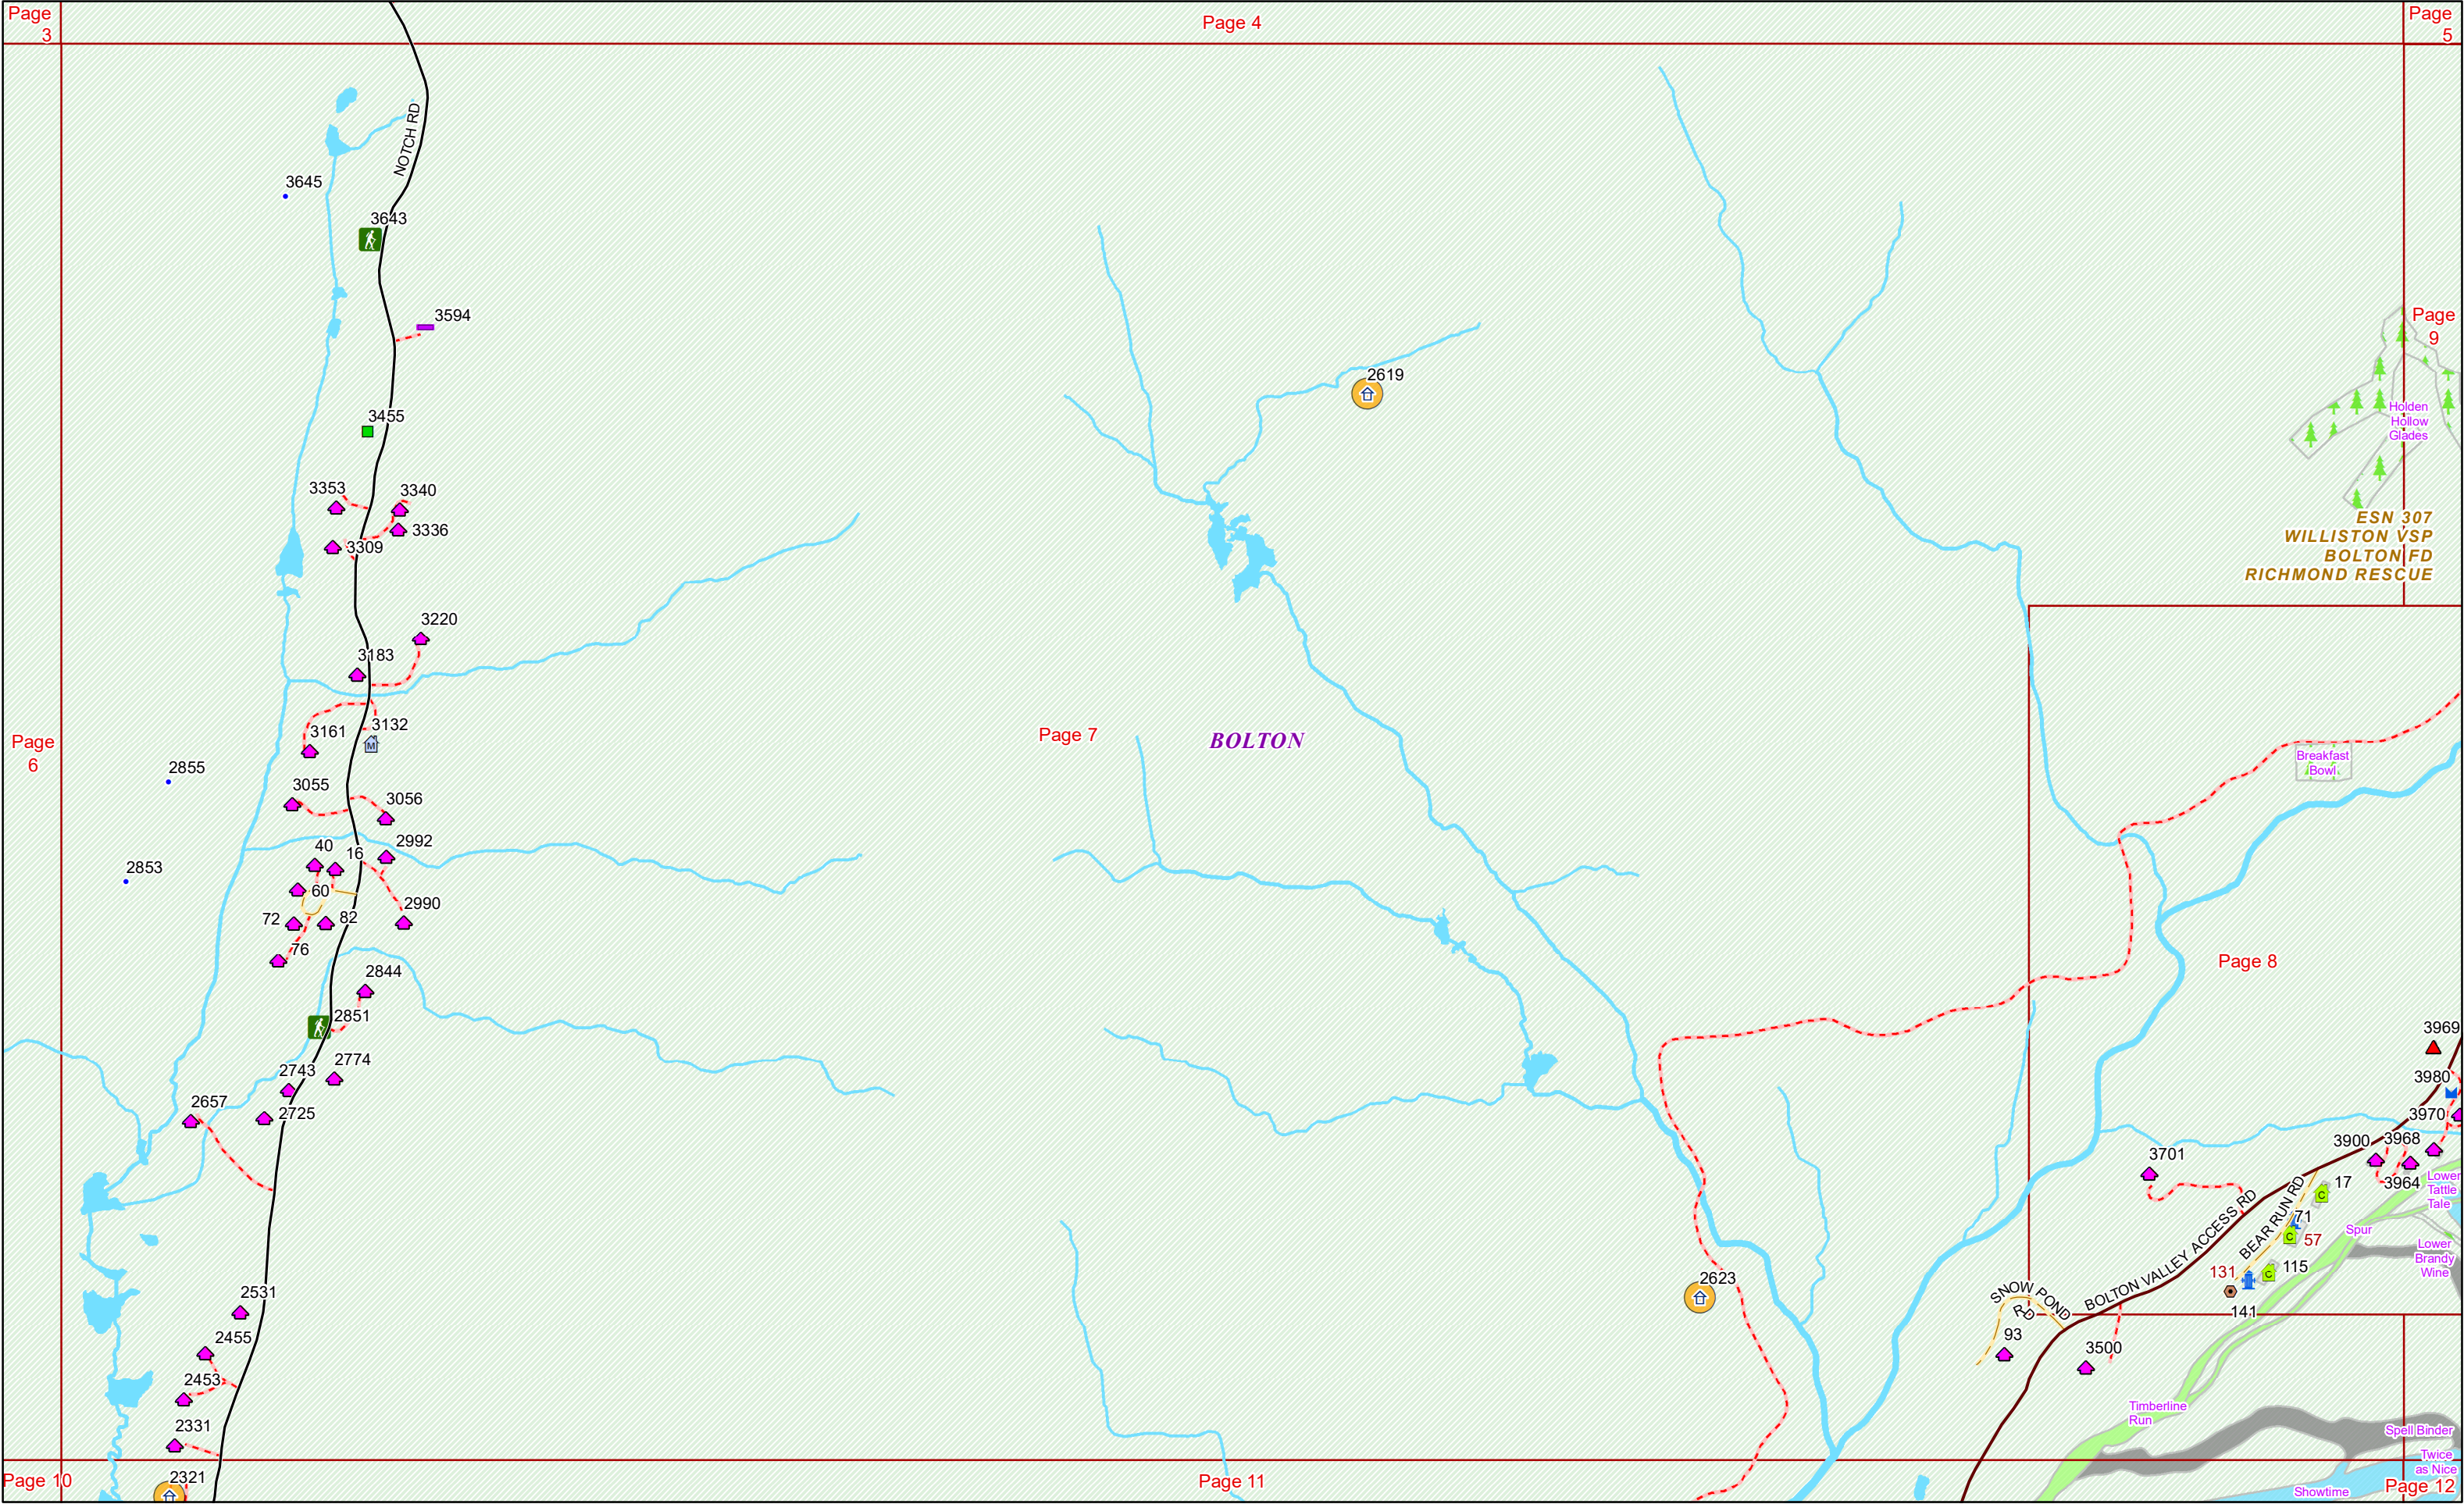 Page
3
Page 4
Page
5
NOTCH RD
3645
3643
3594
Page
9
2619
3455
Holden
Hollow
Glades
3353
3340
3336
3309
ESN 307
WILLISTON VSP
BOLTON FD
RICHMOND RESCUE
3220
3183
3161
3132
Page 7
BOLTON
Page
6
Breakfast
Bowl
2855
3055
3056
2992
40
16
2853
60
2990
72
82
76
Page 8
2844
2851
3969
2774
2743
3980
2657
2725
3970
3900
3968
3701
3964
17
Lower
Tattle
Tale
BOLTON VALLEY ACCESS RD
BEAR RUN RD
71
57
Spur
Lower
Brandy
Wine
115
131
141
2623
SNOW POND
RD
2531
93
2455
3500
2453
Timberline
Run
2331
Spell Binder
Twice
as Nice
Page 10
2321
Page 11
Showtime
Page 12
M
C
C
C